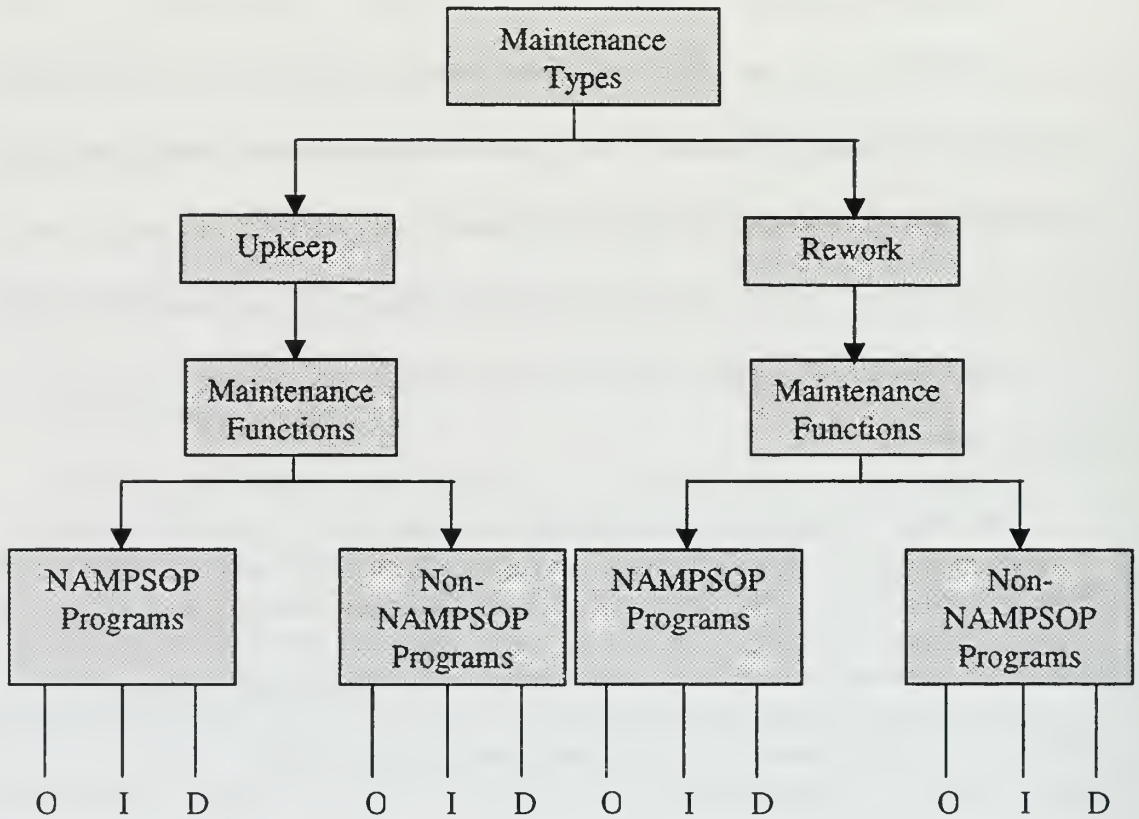 Maintenance
Types
Upkeep
Rework
Maintenance
Functions
Maintenance
Functions
NAMPSOP
Programs
Non-
NAMPSOP
Programs
NAMPSOP
Programs
Non-
NAMPSOP
Programs
O I D O I D O I D O I D